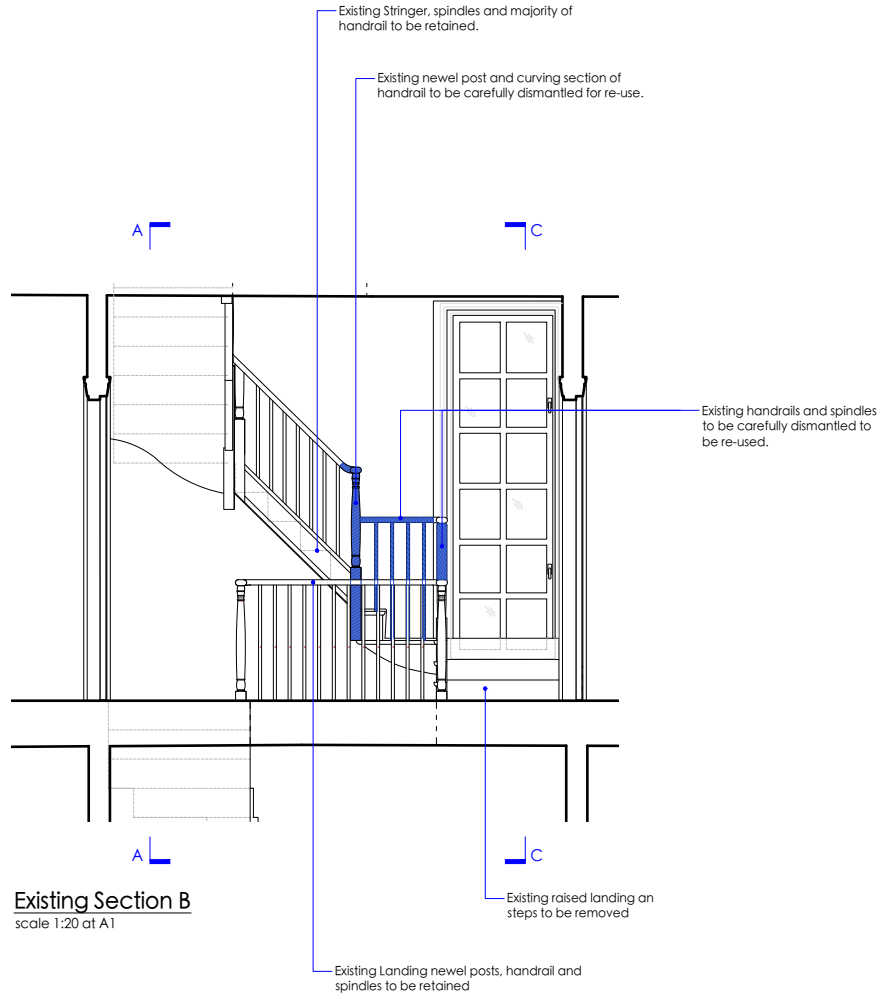 Existing Stringer, spindles and majority of
handrail to be retained.
Existing newel post and curving section of
handrail to be carefully dismantled for re-use.
A
C
Existing handrails and spindles
to be carefully dismantled to
be re-used.
A
C
Existing Section B
scale 1:20 at A1
Existing raised landing an
steps to be removed
Existing Landing newel posts, handrail and
spindles to be retained